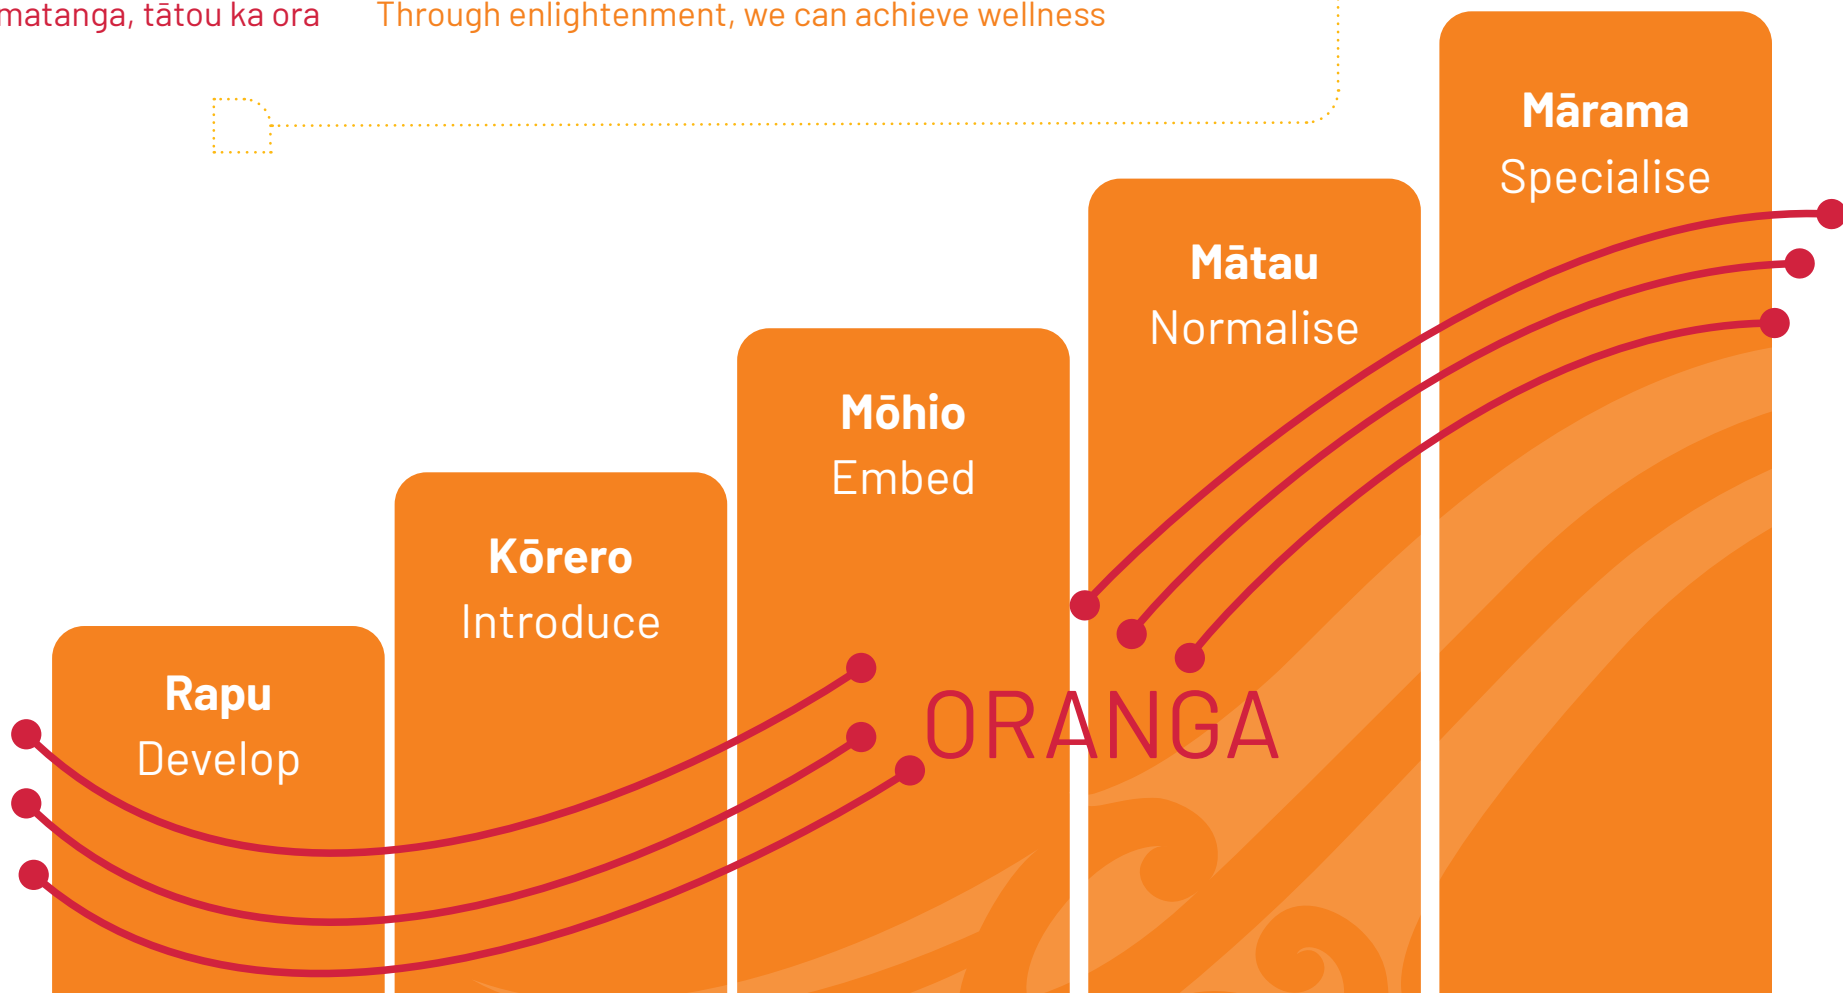 matanga, tātou ka ora
Through enlightenment, we can achieve wellness
Rapu
Develop
Kōrero
Introduce
Mōhio
Embed
Mātau
Normalise
Mārama
Specialise
ORANGA